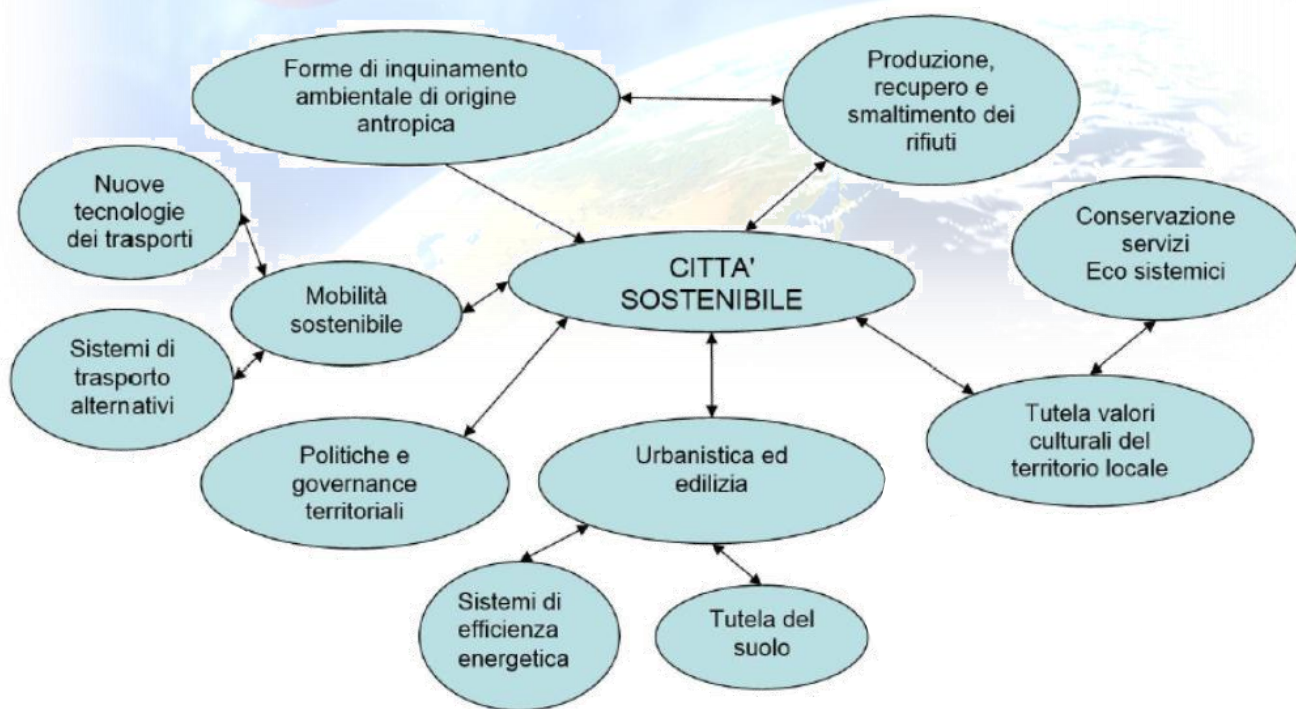 Forme di inquinamento
ambientale di origine
antropica
Produzione,
recupero e
smaltimento dei
rifiuti
Nuove
tecnologie
dei trasporti
Conservazione
servizi
Eco sistemici
CITTA'
SOSTENIBILE
Mobilità
sostenibile
Sistemi di
trasporto
alternativi
Tutela valori
culturali del
territorio locale
Politiche e
governance
territoriali
Urbanistica ed
edilizia
Sistemi di
efficienza
energetica
Tutela del
suolo